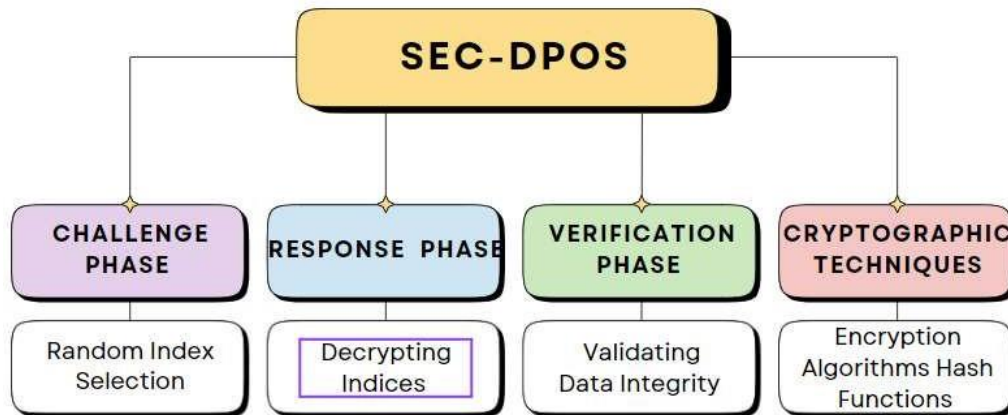 SEC-DPOS
CHALLENGE
PHASE
RESPONSE PHASE
VERIFICATION
PHASE
CRYPTOGRAPHIC
TECHNIQUES
Random Index
Selection
Decrypting
Indices
Validating
Data Integrity
Encryption
Algorithms Hash
Functions